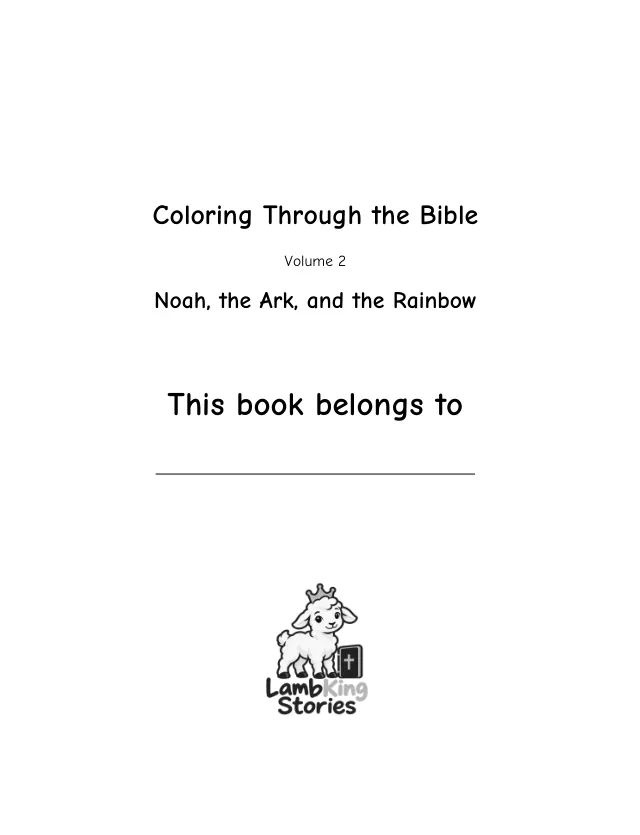 Coloring Through the Bible
Volume 2
Noah, the Ark, and the Rainbow
This book belongs to
LambKing
Stories